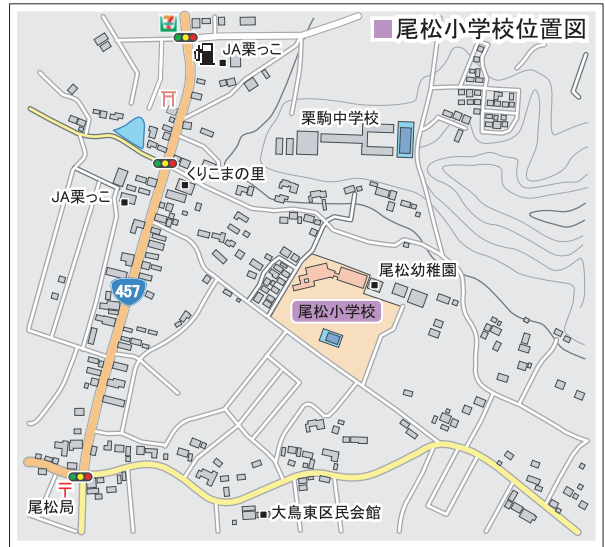 尾松小学校位置図
7
JA栗っこ
栗駒中学校
くりこまの里
JA栗っこ
尾松幼稚園
457
尾松小学校
尾松局
大鳥東区民会館